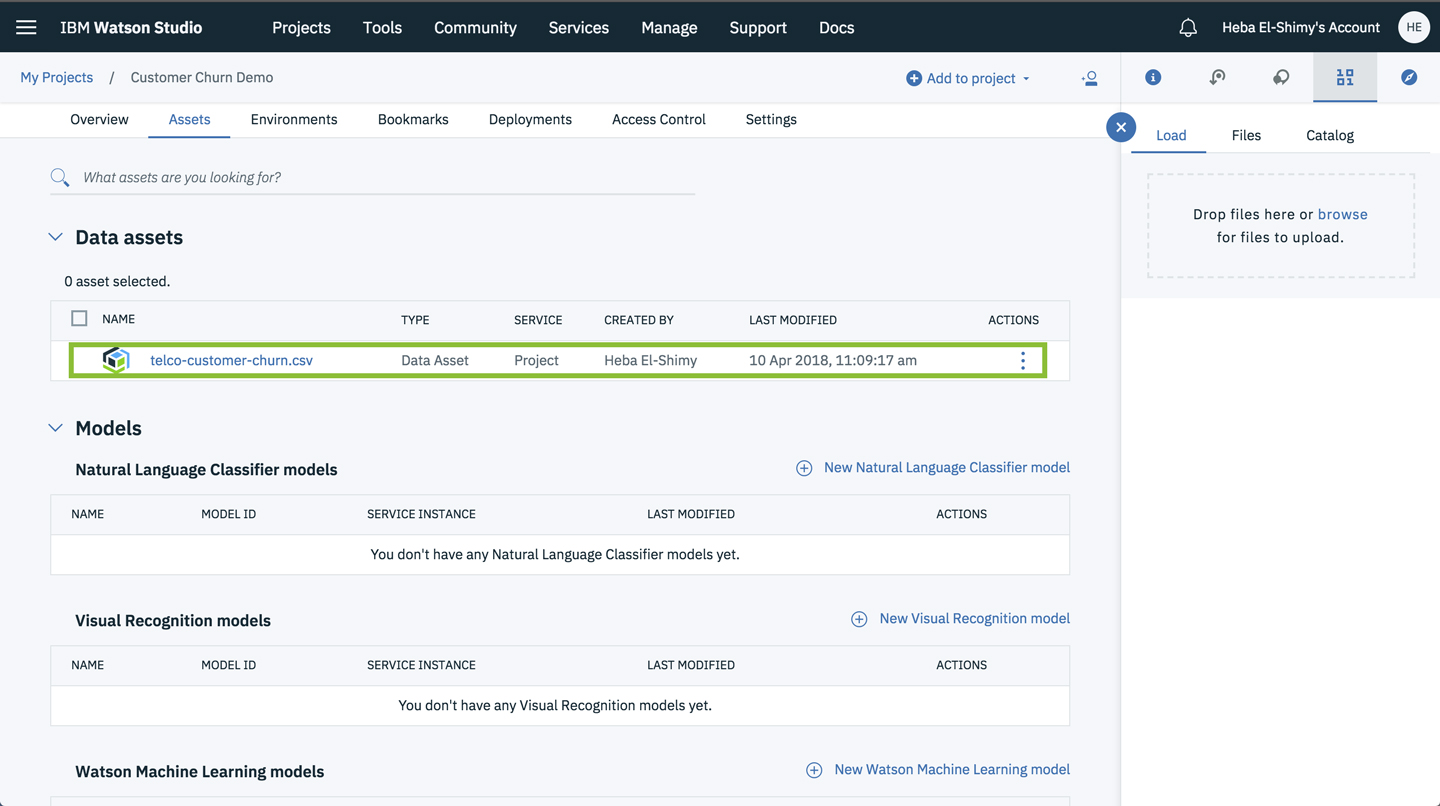 IBM Watson Studio Projects Tools Community Services Manage Support Docs Heba El-Shimy's Account HE
My Projects / Customer Churn Demo Add to project
Overview Assets Environments Bookmarks Deployments Access Control Settings
Load Files Catalog
What assets are you looking for?
Drop files here or browse
for files to upload.
Data assets
0 asset selected.
NAME TYPE SERVICE CREATED BY LAST MODIFIED ACTIONS
telco-customer-churn.csv Data Asset Project Heba El-Shimy 10 Apr 2018, 11:09:17 am
Models
Natural Language Classifier models New Natural Language Classifier model
NAME MODEL ID SERVICE INSTANCE LAST MODIFIED ACTIONS
You don't have any Natural Language Classifier models yet.
Visual Recognition models New Visual Recognition model
NAME MODEL ID SERVICE INSTANCE LAST MODIFIED ACTIONS
You don't have any Visual Recognition models yet.
Watson Machine Learning models New Watson Machine Learning model